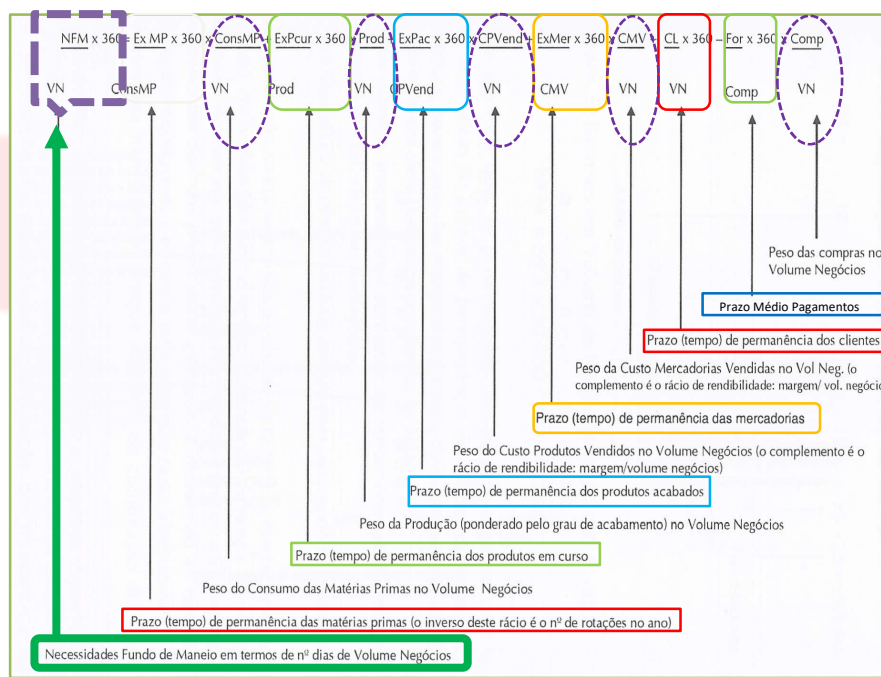 NFM x 360 = Ex MP x 360 x ConsMP + ExPcur x 360 x Prod + ExPac x 360 x CPVend + ExMer x 360 x CMV + CL x 360 – For x 360 x Comp
VN ConsMP VN Prod VN CPVend VN CMV VN VN Comp VN
Peso das compras no
Volume Negócios
Prazo Médio Pagamentos
Prazo (tempo) de permanência dos clientes
Peso da Custo Mercadorias Vendidas no Vol Neg. (o
complemento é o rácio de rendibilidade: margem/ vol. negócio
Prazo (tempo) de permanência das mercadorias
Peso do Custo Produtos Vendidos no Volume Negócios (o complemento é o
rácio de rendibilidade: margem/volume negócios)
Prazo (tempo) de permanência dos produtos acabados
Peso da Produção (ponderado pelo grau de acabamento) no Volume Negócios
Prazo (tempo) de permanência dos produtos em curso
Peso do Consumo das Matérias Primas no Volume Negócios
Prazo (tempo) de permanência das matérias primas (o inverso deste rácio é o nº de rotações no ano)
Necessidades Fundo de Maneio em termos de nº dias de Volume Negócios